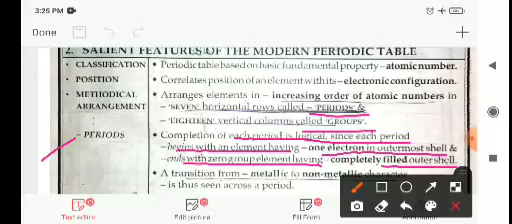 3:25 PM
Done
2. SALIENT FEATURES OF THE MODERN PERIODIC TABLE
CLASSIFICATION • Periodic table based on basic fundamental property – atomic number.
POSITION • Correlates position of an element with its – electronic configuration.
METHODICAL • Arranges elements in – increasing order of atomic numbers in
ARRANGEMENT – 'SEVEN' horizontal rows called – 'PERIODS' &
– 'EIGHTEEN' vertical columns called 'GROUPS'.
– PERIODS • Completion of each period is logical, since each period
– begins with an element having – one electron in outermost shell &
ends with zero group element having – completely filled outer shell.
• A transition from – metallic to non-metallic character
– is thus seen across a period.
Text editor
Edit picture
Fill Form